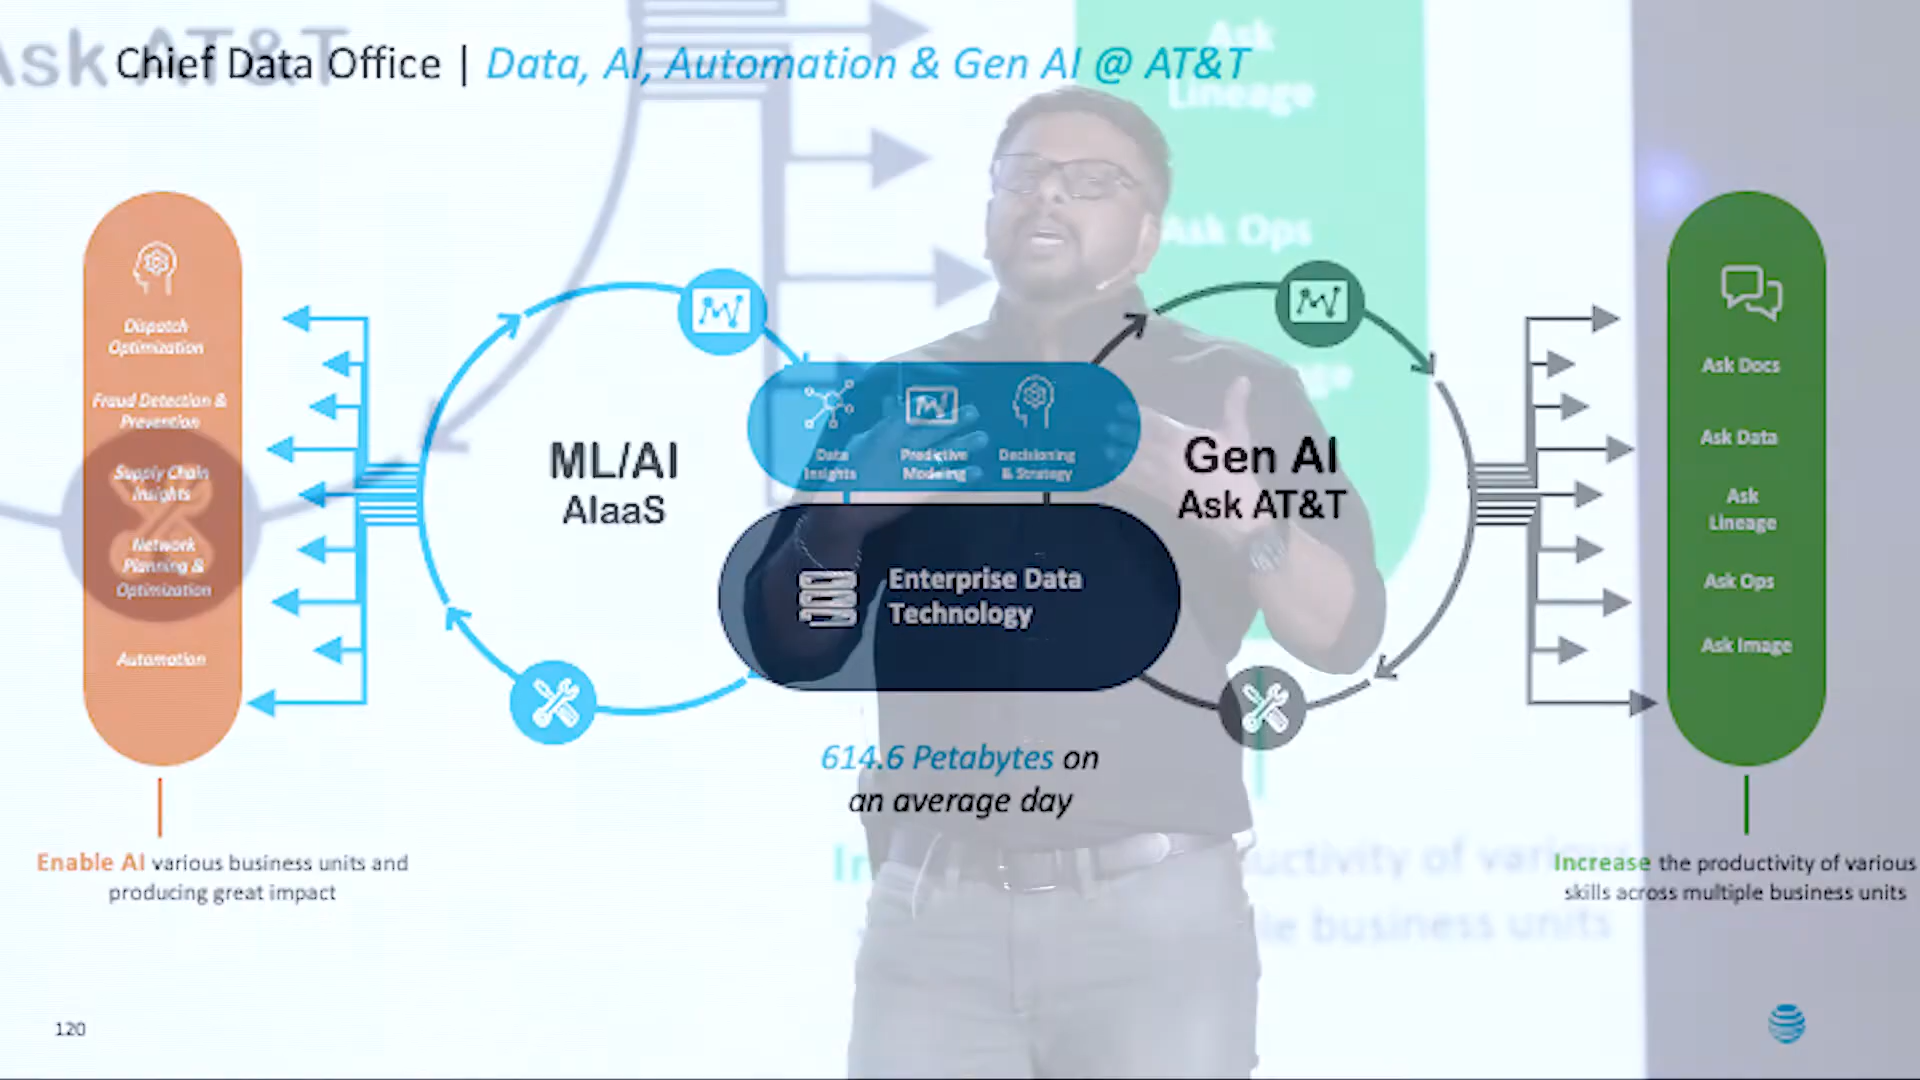 Ask AT&T
Chief Data Office | Data, AI, Automation & Gen AI @ AT&T
Ask
Lineage
Ask Ops
Dispatch
Optimization
Fraud Detection &
Prevention
Supply Chain
Insights
Network
Planning &
Optimization
Automation
ML/AI
AIaaS
Data
Insights
Predictive
Modeling
Decisioning
& Strategy
Enterprise Data
Technology
Gen AI
Ask AT&T
Ask Docs
Ask Data
Ask
Lineage
Ask Ops
Ask Image
614.6 Petabytes on
an average day
Enable AI various business units and
producing great impact
Increase the productivity of various
skills across multiple business units
business units
120